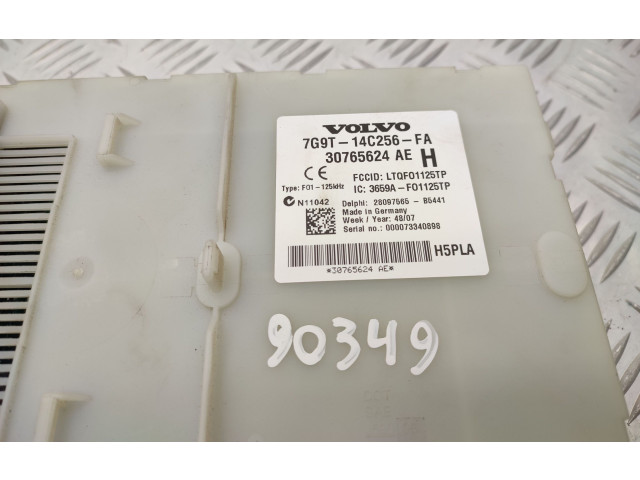 VOLVO
7G9T-14C256-FA
30765624 AE H
CE FCCID: LTQFO1125TP
Type: FO1-125kHz IC: 3659A-FO1125TP
N11042 Delphi: 28097565 - B5441
Made in Germany
Week / Year: 48/07
Serial no.: 000073340898
H5PLA
*30765624 AE*
90349